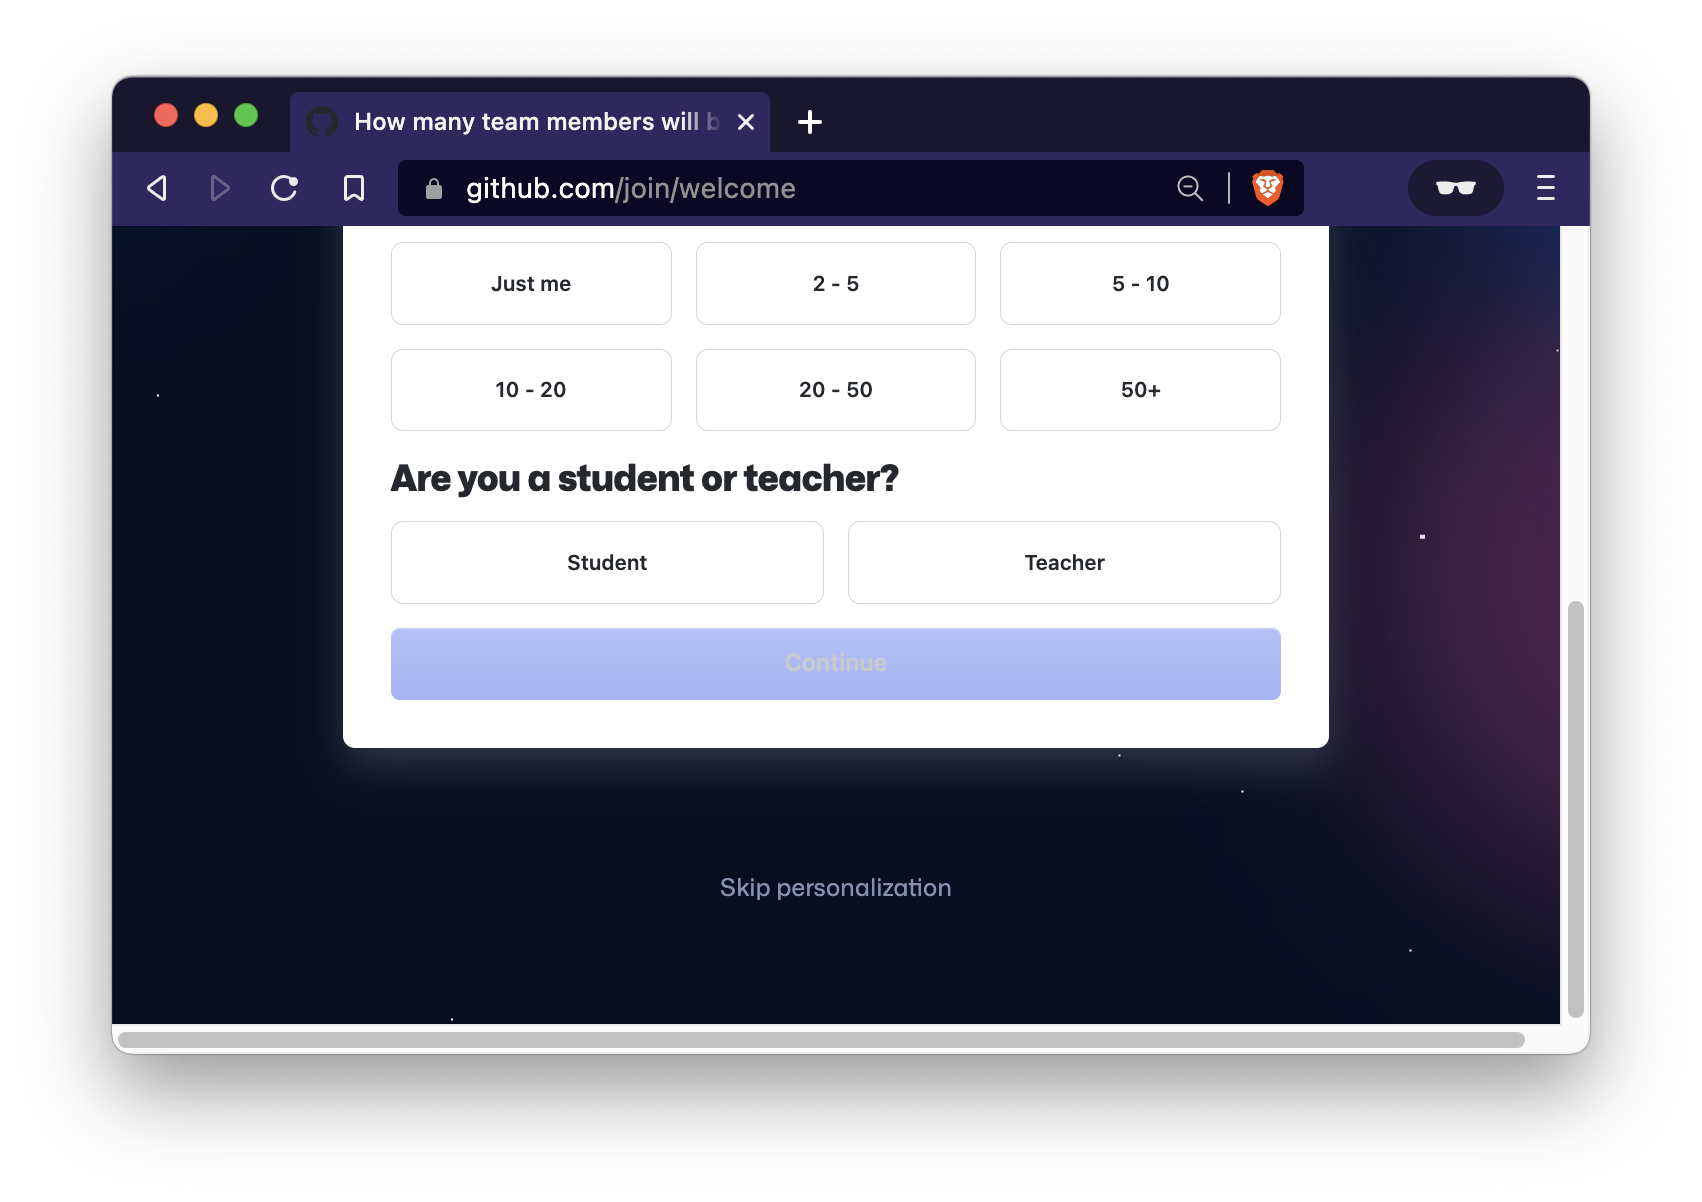 How many team members will b
github.com/join/welcome
Just me
2 - 5
5 - 10
10 - 20
20 - 50
50+
Are you a student or teacher?
Student
Teacher
Continue
Skip personalization